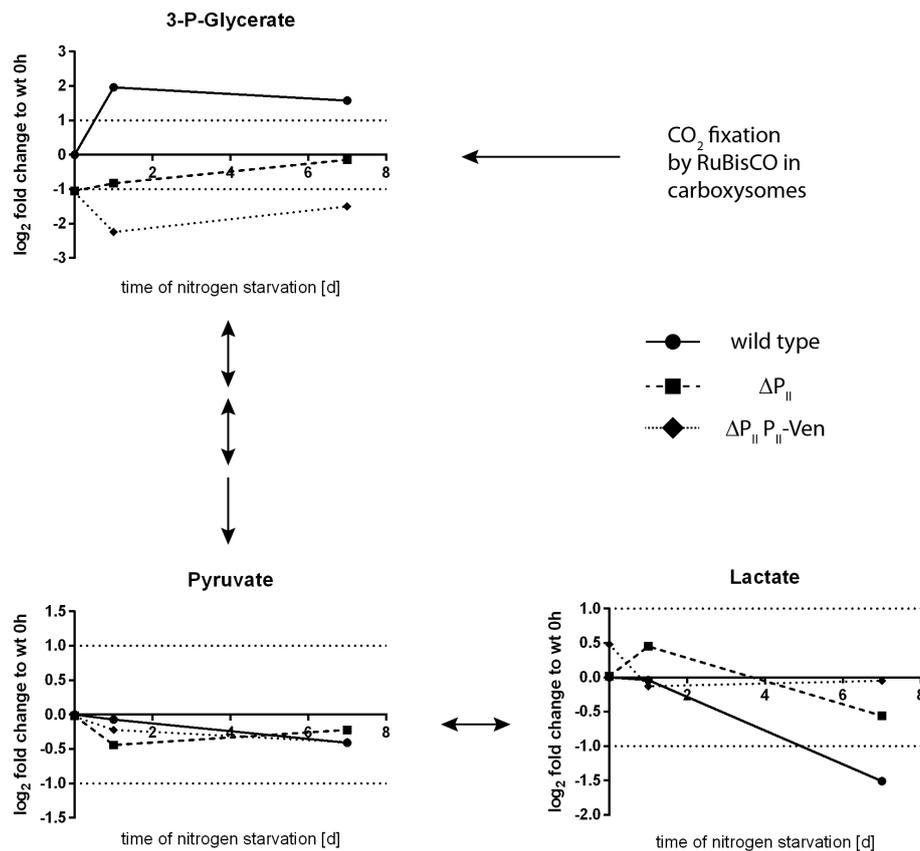 3-P-Glycerate
log₂ fold change to wt 0h
3
2
1
0
-1
-2
-3
2
4
6
8
time of nitrogen starvation [d]
CO₂ fixation
by RuBisCO in
carboxysomes
wild type
ΔP_II
ΔP_II P_II-Ven
Pyruvate
log₂ fold change to wt 0h
1.5
1.0
0.5
0.0
-0.5
-1.0
-1.5
2
4
6
8
time of nitrogen starvation [d]
Lactate
log₂ fold change to wt 0h
1.0
0.5
0.0
-0.5
-1.0
-1.5
-2.0
2
4
6
8
time of nitrogen starvation [d]